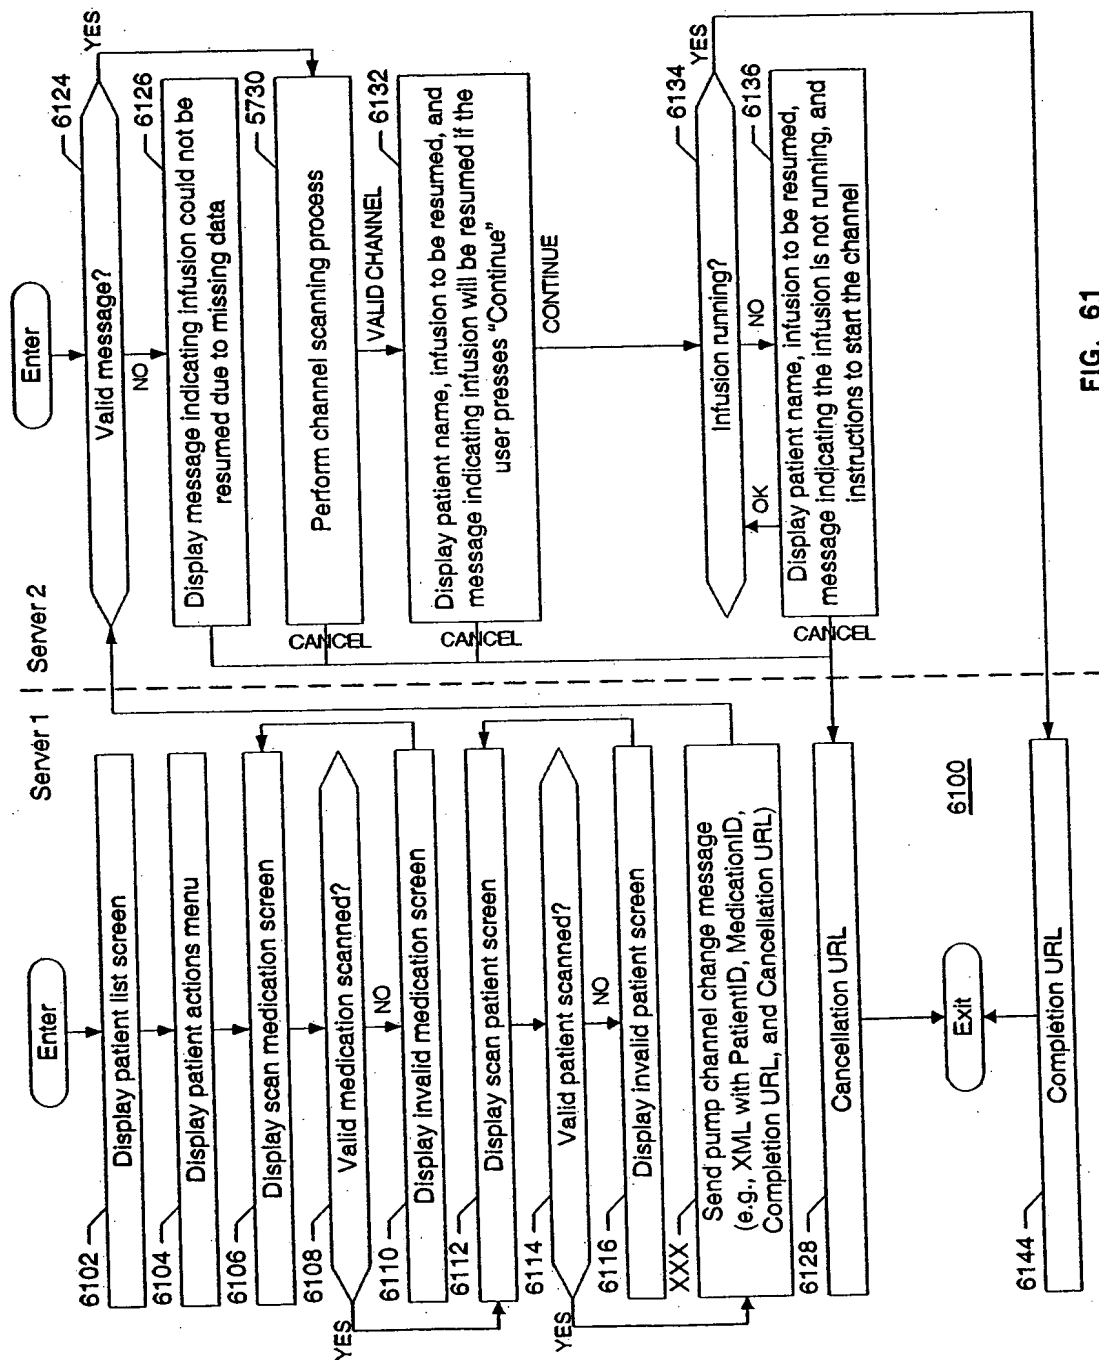 Server 1
Enter
6102
Display patient list screen
6104
Display patient actions menu
6106
Display scan medication screen
6108
Valid medication scanned?
YES
NO
6110
Display invalid medication screen
6112
Display scan patient screen
6114
Valid patient scanned?
YES
NO
6116
Display invalid patient screen
XXX
Send pump channel change message
(e.g., XML with PatientID, MedicationID,
Completion URL, and Cancellation URL)
6128
Cancellation URL
Exit
6100
6144
Completion URL
Server 2
Enter
6124
Valid message?
YES
NO
6126
Display message indicating infusion could not be
resumed due to missing data
5730
Perform channel scanning process
CANCEL
VALID CHANNEL
6132
Display patient name, infusion to be resumed, and
message indicating infusion will be resumed if the
user presses "Continue"
CANCEL
CONTINUE
6134
Infusion running?
YES
OK
NO
6136
Display patient name, infusion to be resumed,
message indicating the infusion is not running, and
instructions to start the channel
CANCEL
FIG. 61